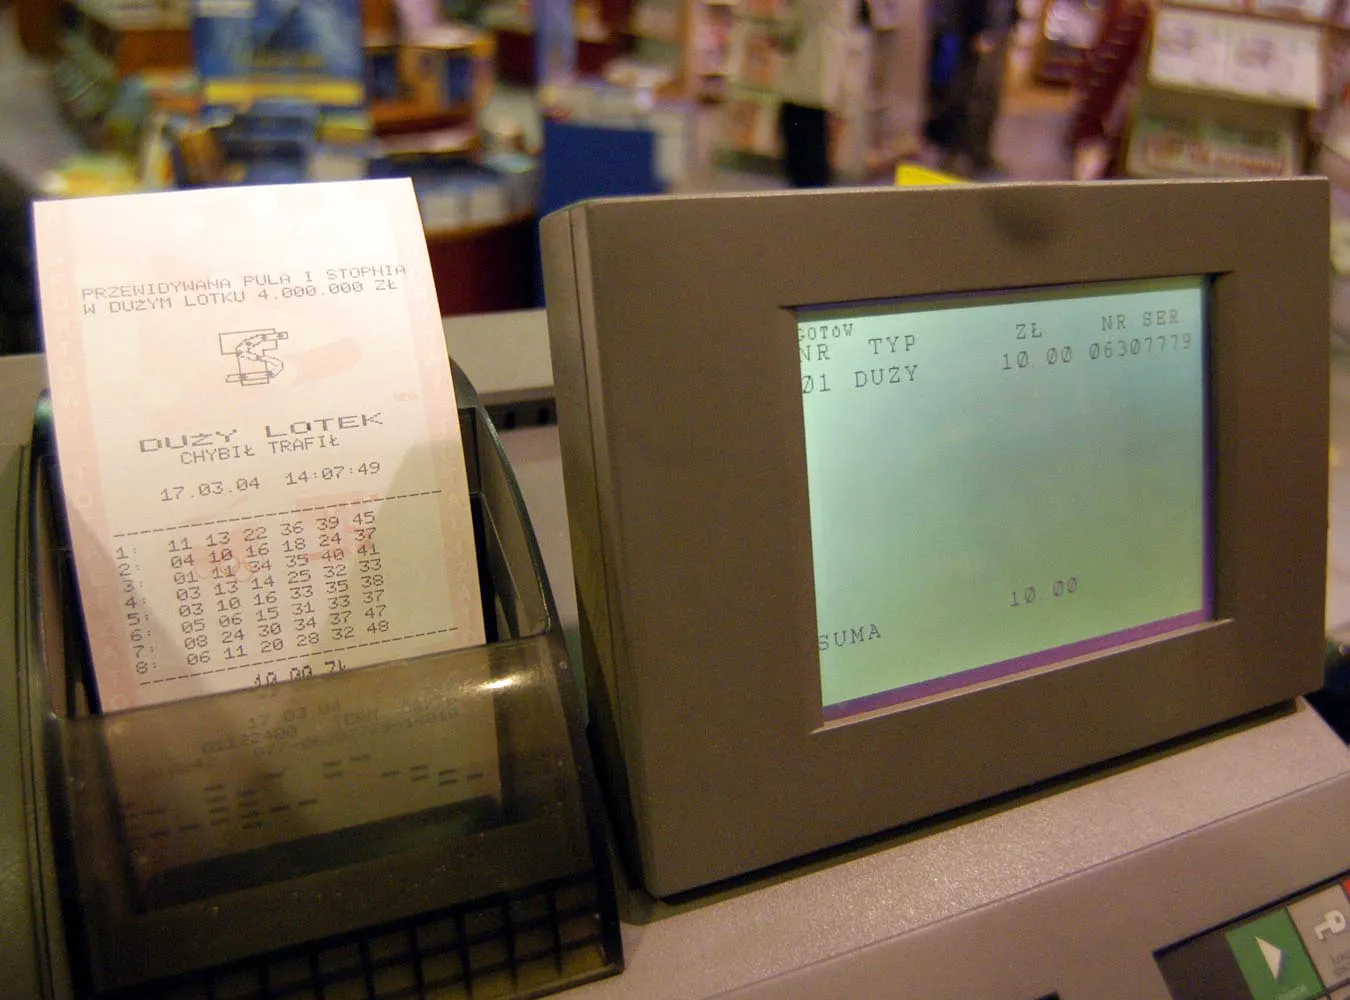 PRZEWIDYWANA PULA I STOPNIA
W DUŻYM LOTKU 4.000.000 ZŁ
DUŻY LOTEK
CHYBIŁ TRAFIŁ
17.03.04 14:07:49
1: 11 13 22 36 39 45
2: 04 10 16 18 24 37
3: 01 11 34 35 40 41
4: 03 13 14 25 32 33
5: 03 10 16 33 35 38
6: 05 06 15 31 33 37
7: 08 24 30 34 37 47
8: 06 11 20 28 32 48
10.00 ZŁ
17.03.04
GOTÓW
NR TYP ZŁ NR.SER.
01 DUŻY 10 00 06307779
SUMA 10 00